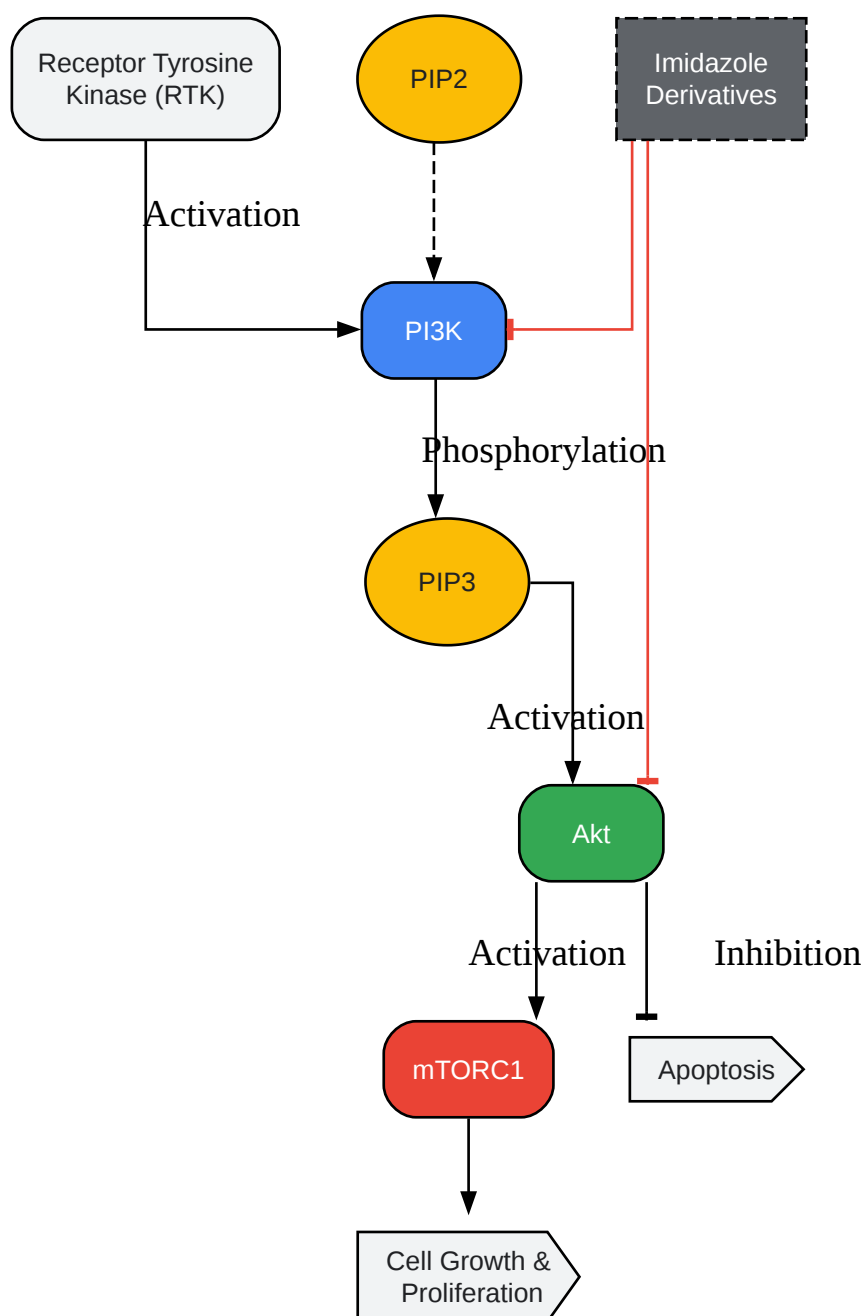 Receptor Tyrosine
Kinase (RTK)
PIP2
Imidazole
Derivatives
Activation
PI3K
Phosphorylation
PIP3
Activation
Akt
Activation
Inhibition
mTORC1
Apoptosis
Cell Growth &
Proliferation